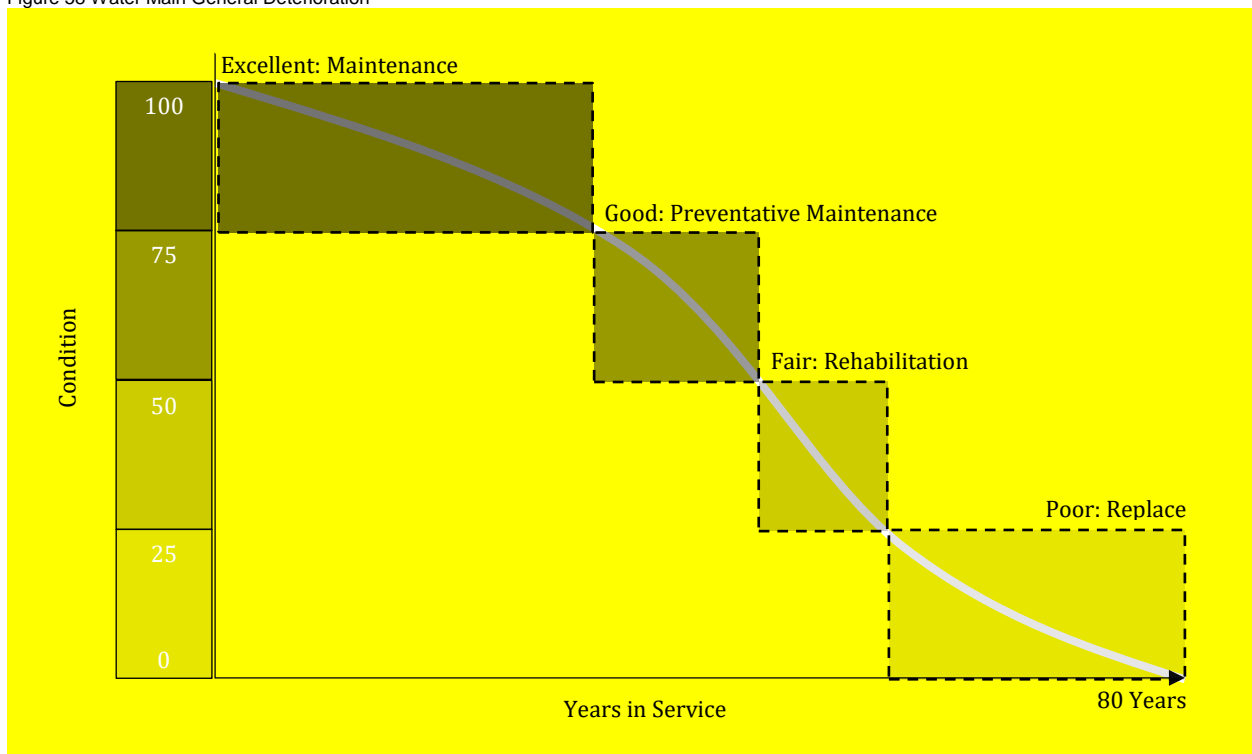 Figure 38 Water Main General Deterioration
Excellent: Maintenance
100
Good: Preventative Maintenance
75
Condition
Fair: Rehabilitation
50
Poor: Replace
25
0
80 Years
Years in Service